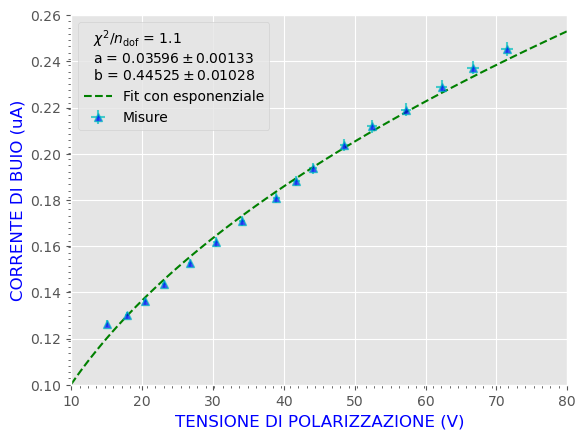 χ²/n_dof = 1.1
a = 0.03596 ± 0.00133
b = 0.44525 ± 0.01028
Fit con esponenziale
Misure
CORRENTE DI BUIO (uA)
0.26
0.24
0.22
0.20
0.18
0.16
0.14
0.12
0.10
10 20 30 40 50 60 70 80
TENSIONE DI POLARIZZAZIONE (V)